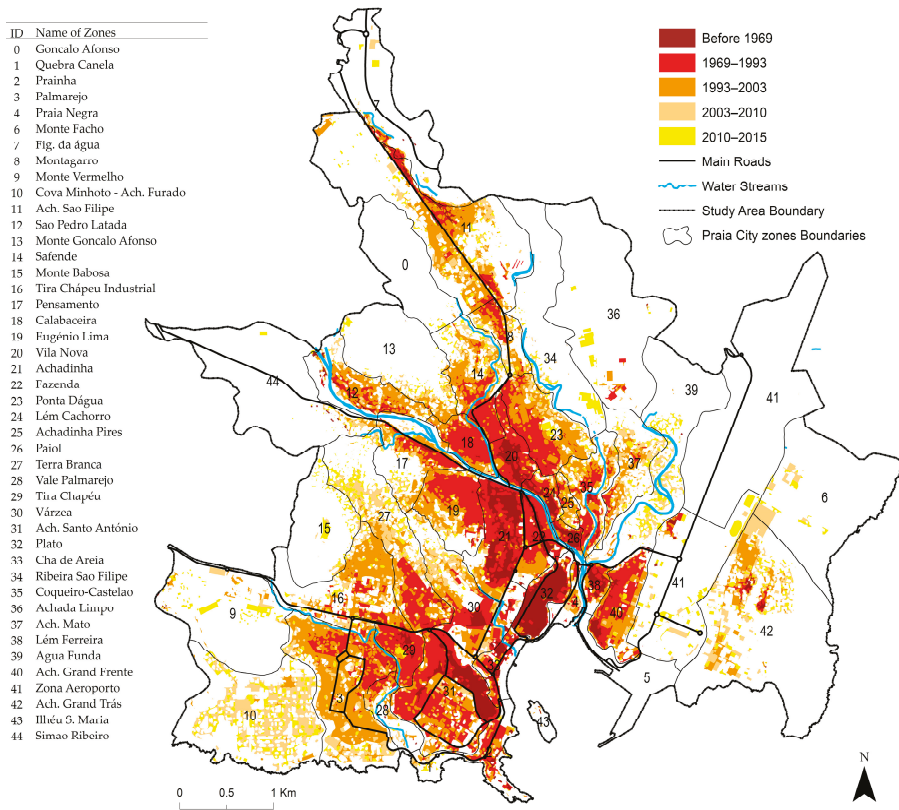 ID Name of Zones
0 Goncalo Afonso
1 Quebra Canela
2 Prainha
3 Palmarejo
4 Praia Negra
6 Monte Facho
7 Fig. da água
8 Montagarro
9 Monte Vermelho
10 Cova Minhoto - Ach. Furado
11 Ach. Sao Filipe
12 Sao Pedro Latada
13 Monte Goncalo Afonso
14 Safende
15 Monte Babosa
16 Tira Chápeu Industrial
17 Pensamento
18 Calabaceira
19 Eugénio Lima
20 Vila Nova
21 Achadinha
22 Fazenda
23 Ponta Dágua
24 Lém Cachorro
25 Achadinha Pires
26 Paiol
27 Terra Branca
28 Vale Palmarejo
29 Tira Chapéu
30 Várzea
31 Ach. Santo António
32 Plato
33 Cha de Areia
34 Ribeira Sao Filipe
35 Coqueiro-Castelao
36 Achada Limpo
37 Ach. Mato
38 Lém Ferreira
39 Agua Funda
40 Ach. Grand Frente
41 Zona Aeroporto
42 Ach. Grand Trás
43 Ilhéu S. Maria
44 Simao Ribeiro
Before 1969
1969–1993
1993–2003
2003–2010
2010–2015
Main Roads
Water Streams
Study Area Boundary
Praia City zones Boundaries
7
11
0
36
8
34
13
14
39
41
44
12
23
18
20
17
35
37
24
25
6
15
27
19
21
22
26
38
41
32
4
40
42
9
16
30
29
33
5
3
31
10
28
43
N
0 0.5 1 Km